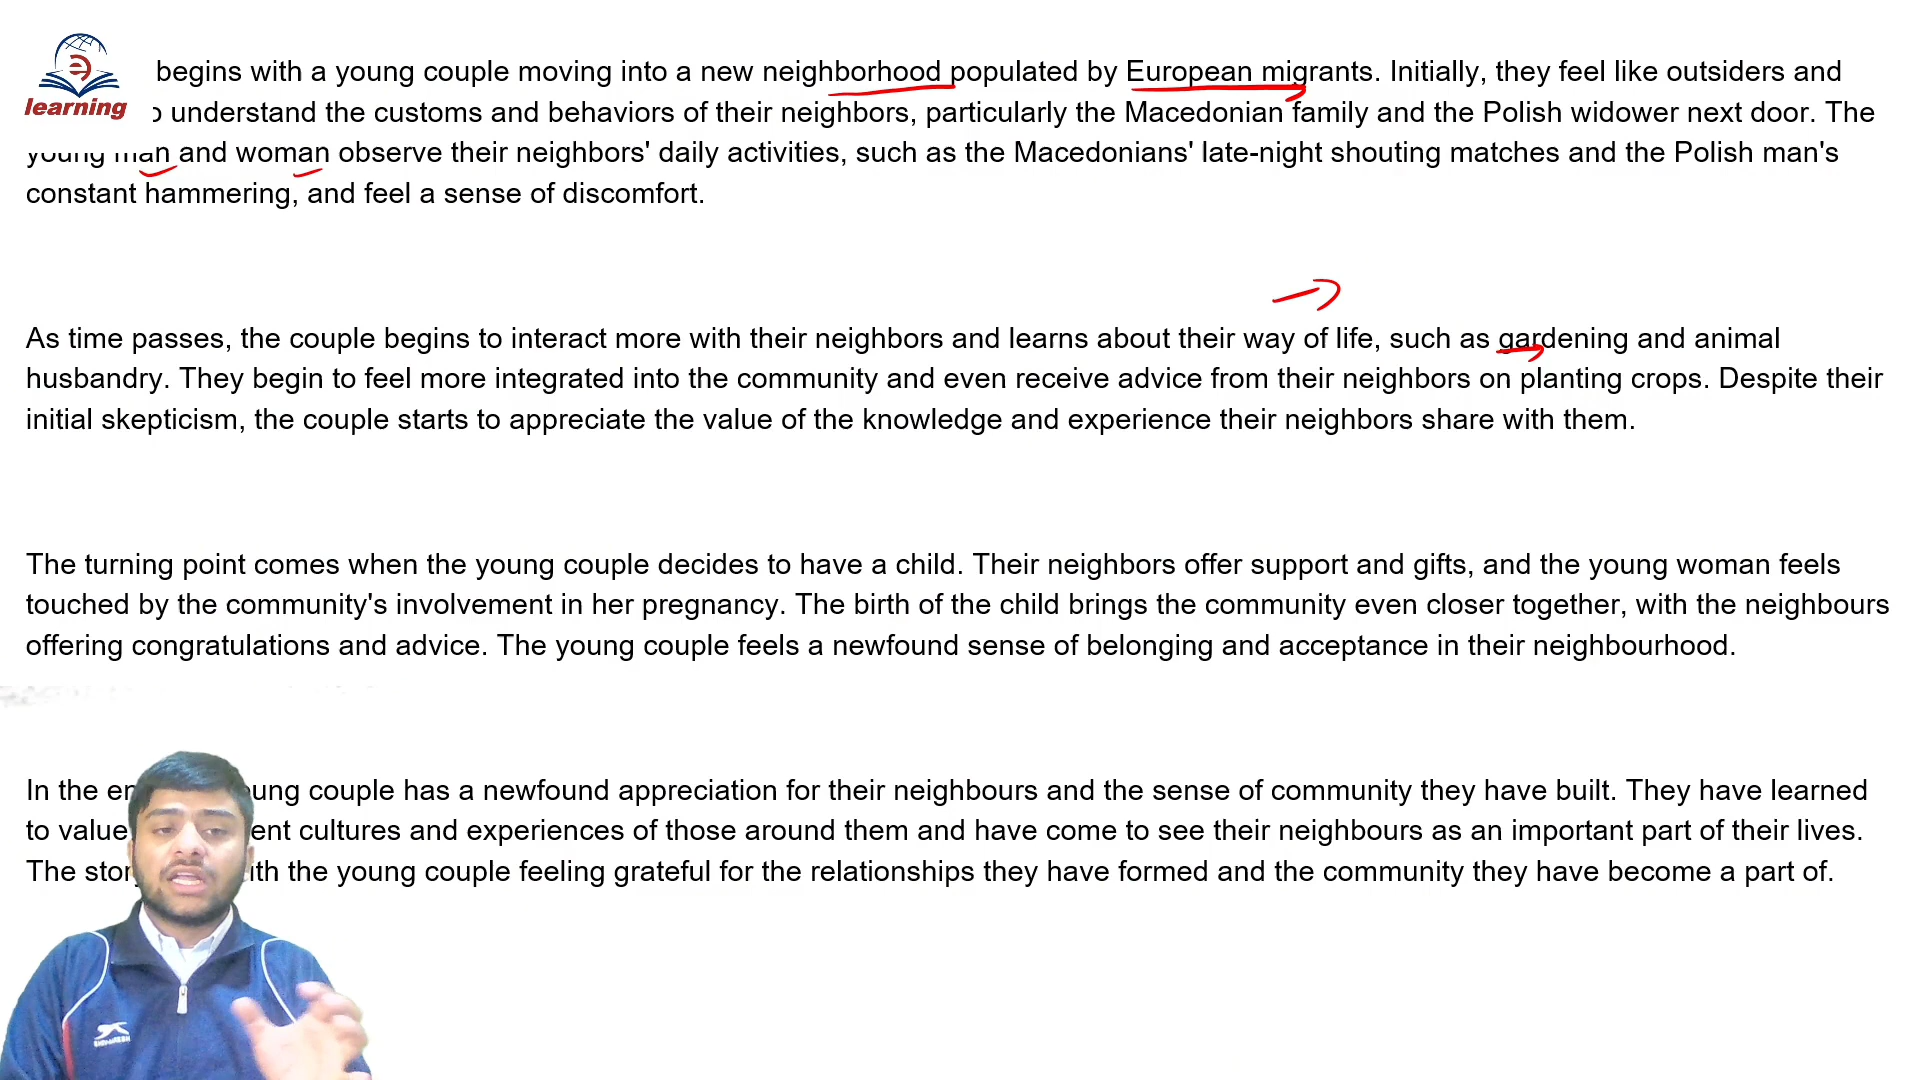 learning
begins with a young couple moving into a new neighborhood populated by European migrants. Initially, they feel like outsiders and
understand the customs and behaviors of their neighbors, particularly the Macedonian family and the Polish widower next door. The
young man and woman observe their neighbors' daily activities, such as the Macedonians' late-night shouting matches and the Polish man's
constant hammering, and feel a sense of discomfort.
As time passes, the couple begins to interact more with their neighbors and learns about their way of life, such as gardening and animal
husbandry. They begin to feel more integrated into the community and even receive advice from their neighbors on planting crops. Despite their
initial skepticism, the couple starts to appreciate the value of the knowledge and experience their neighbors share with them.
The turning point comes when the young couple decides to have a child. Their neighbors offer support and gifts, and the young woman feels
touched by the community's involvement in her pregnancy. The birth of the child brings the community even closer together, with the neighbours
offering congratulations and advice. The young couple feels a newfound sense of belonging and acceptance in their neighbourhood.
In the couple has a newfound appreciation for their neighbours and the sense of community they have built. They have learned
to value cultures and experiences of those around them and have come to see their neighbours as an important part of their lives.
The the young couple feeling grateful for the relationships they have formed and the community they have become a part of.